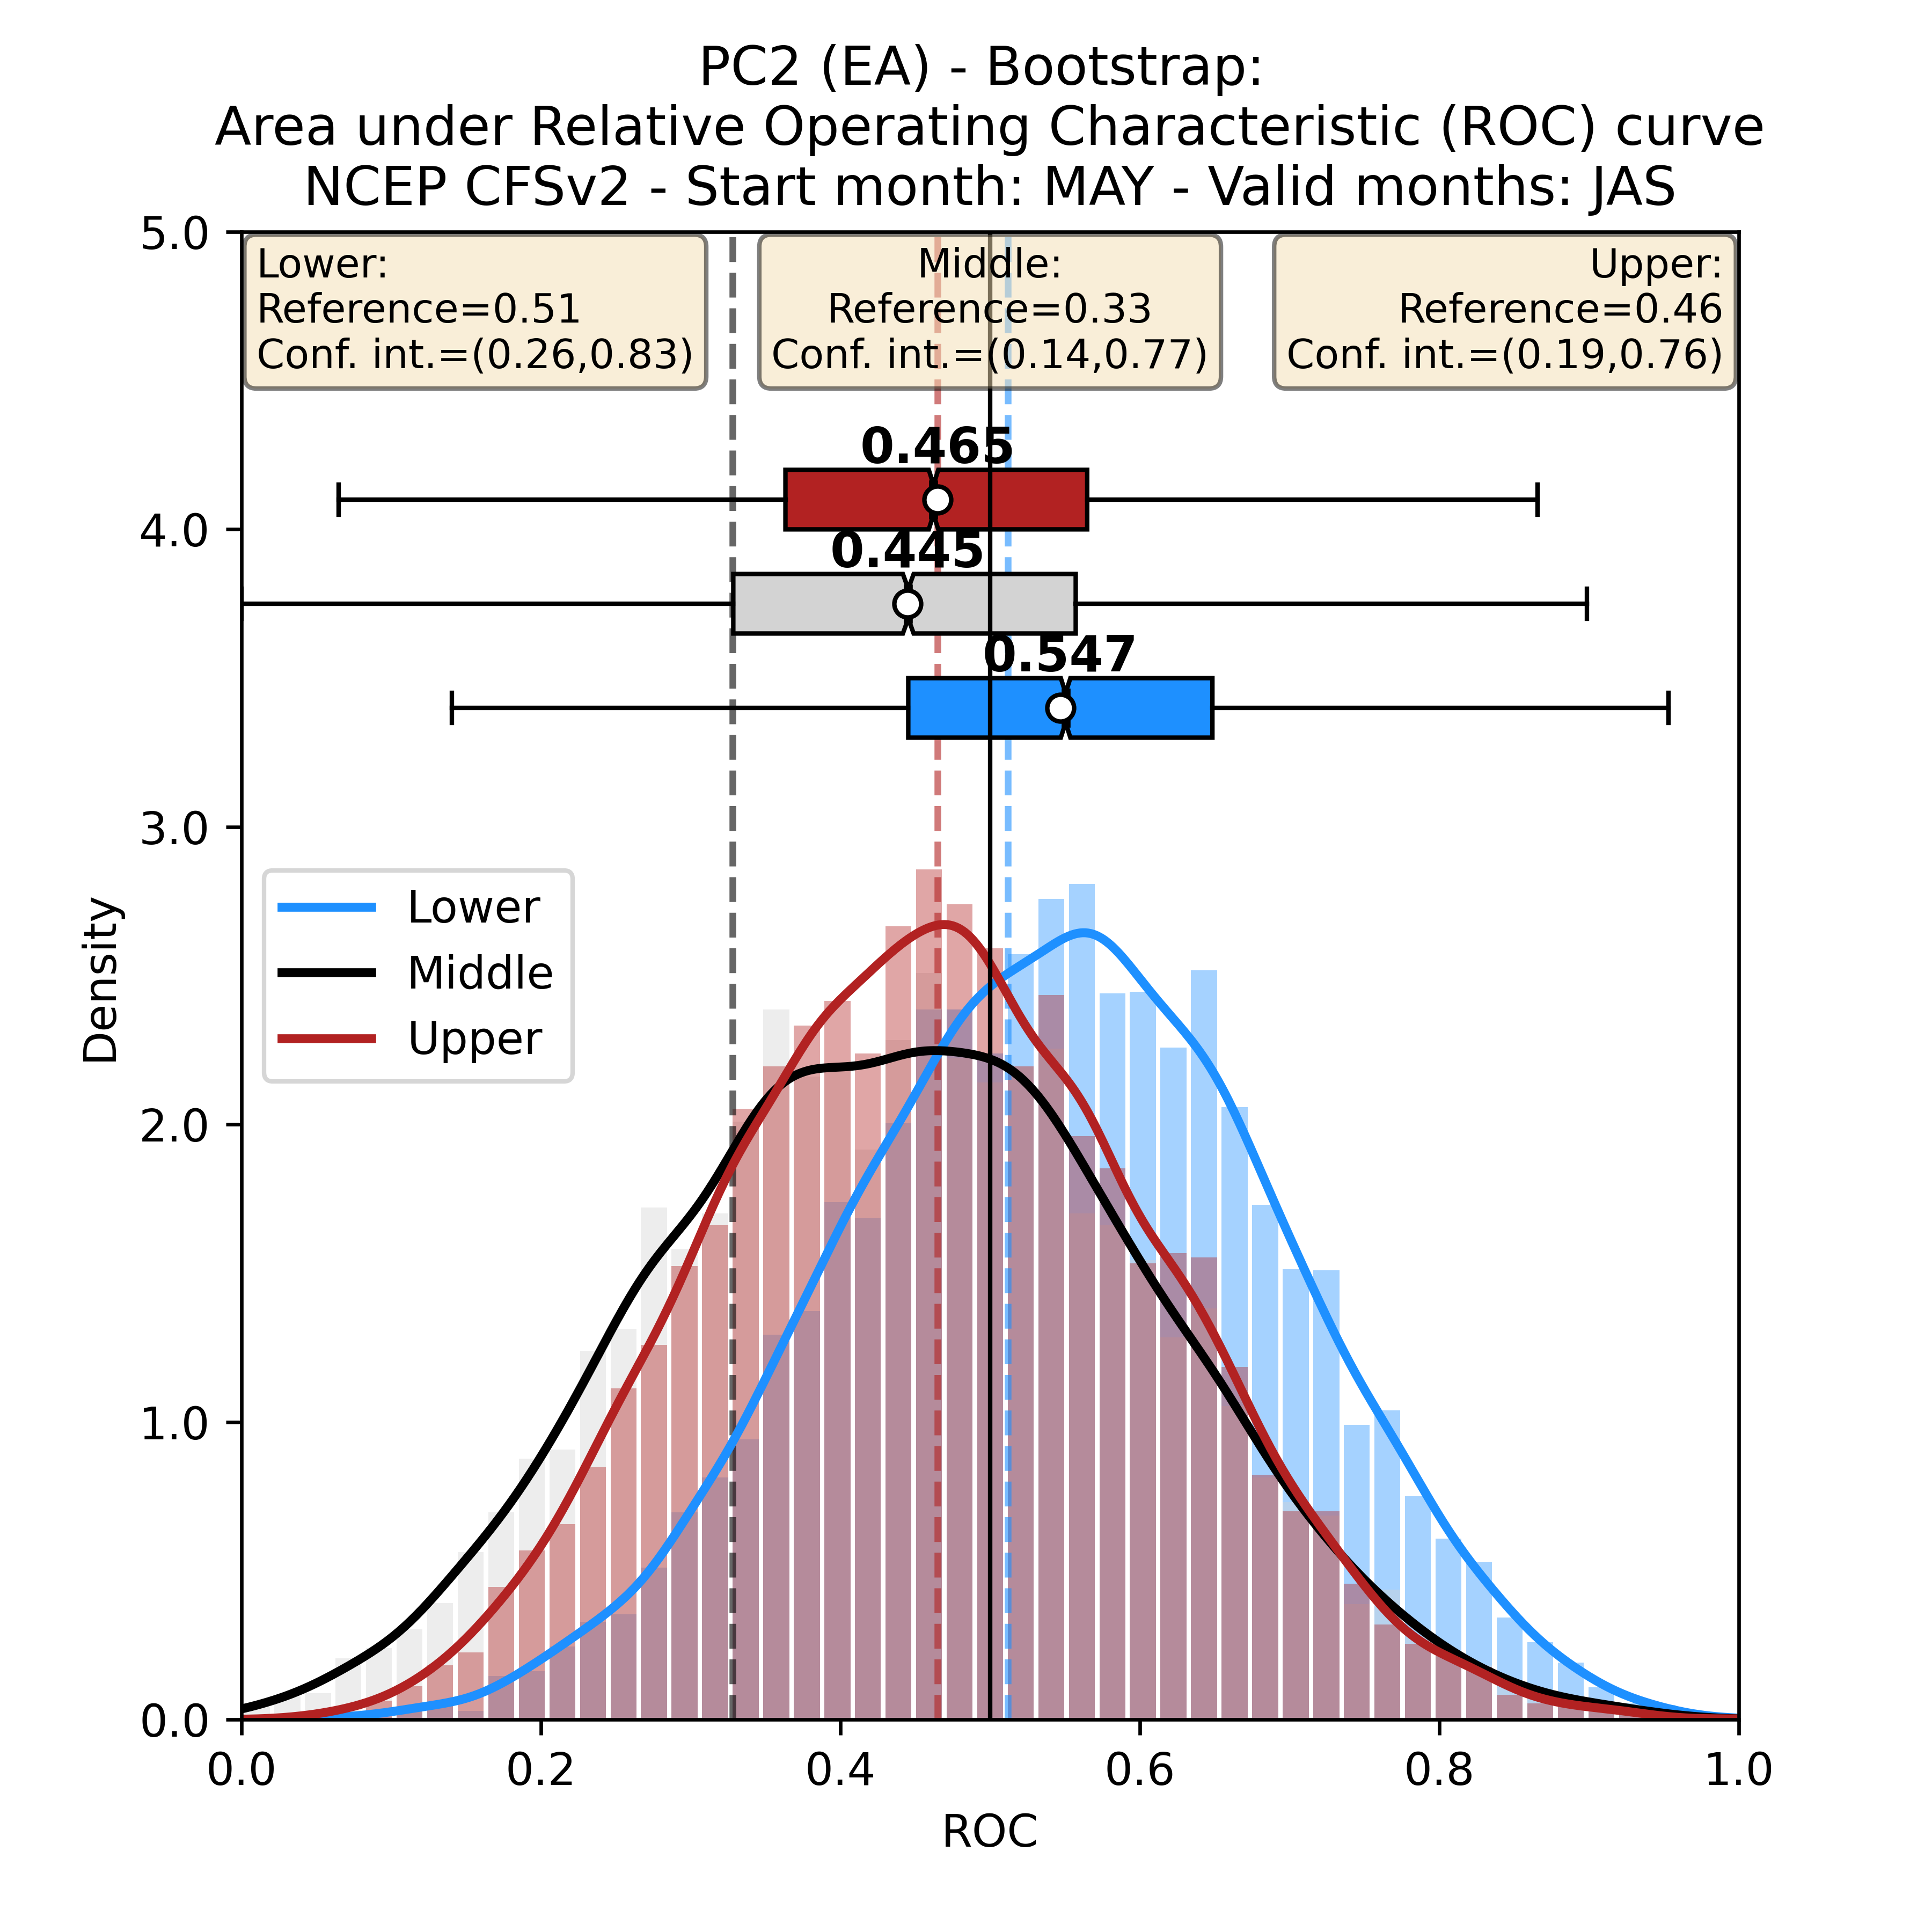 PC2 (EA) - Bootstrap:
Area under Relative Operating Characteristic (ROC) curve
NCEP CFSv2 - Start month: MAY - Valid months: JAS
5.0
4.0
3.0
2.0
1.0
0.0
Density
Lower:
Reference=0.51
Conf. int.=(0.26,0.83)
Middle:
Reference=0.33
Conf. int.=(0.14,0.77)
Upper:
Reference=0.46
Conf. int.=(0.19,0.76)
0.465
0.445
0.547
Lower
Middle
Upper
0.0
0.2
0.4
0.6
0.8
1.0
ROC